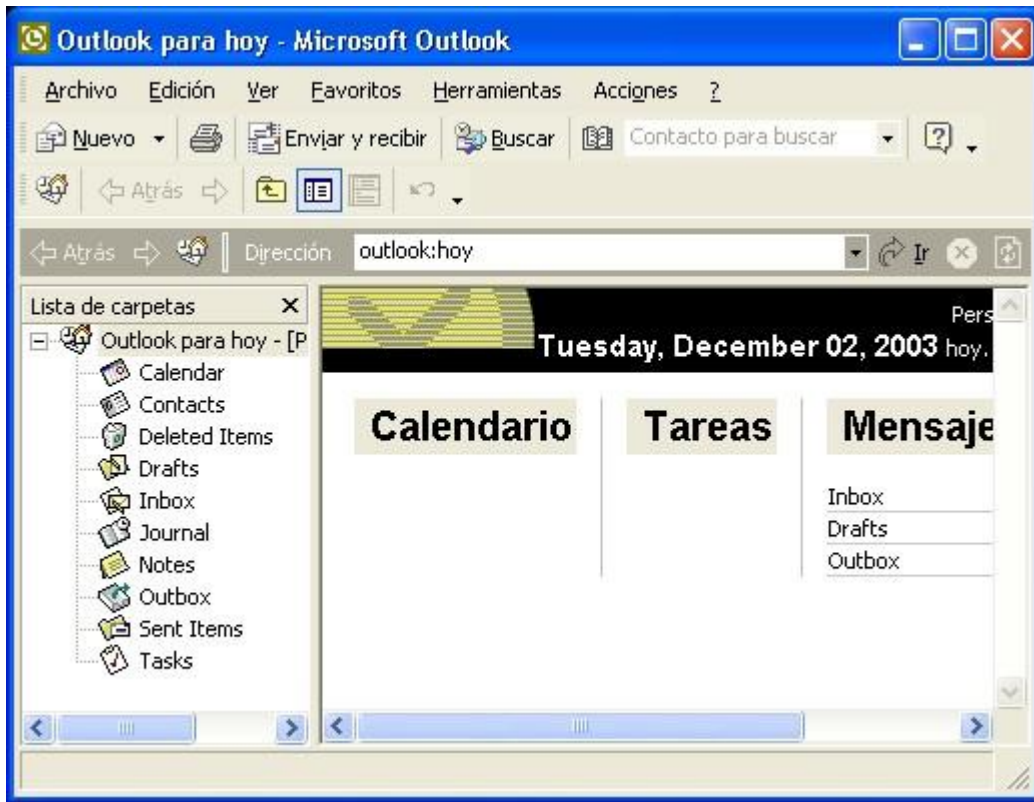 Outlook para hoy - Microsoft Outlook
Archivo Edición Ver Favoritos Herramientas Acciones ?
Nuevo Enviar y recibir Buscar Contacto para buscar
Atrás
Atrás Dirección outlook:hoy Ir
Lista de carpetas
Outlook para hoy - [P
Calendar
Contacts
Deleted Items
Drafts
Inbox
Journal
Notes
Outbox
Sent Items
Tasks
Pers
Tuesday, December 02, 2003 hoy.
Calendario Tareas Mensaje
Inbox
Drafts
Outbox